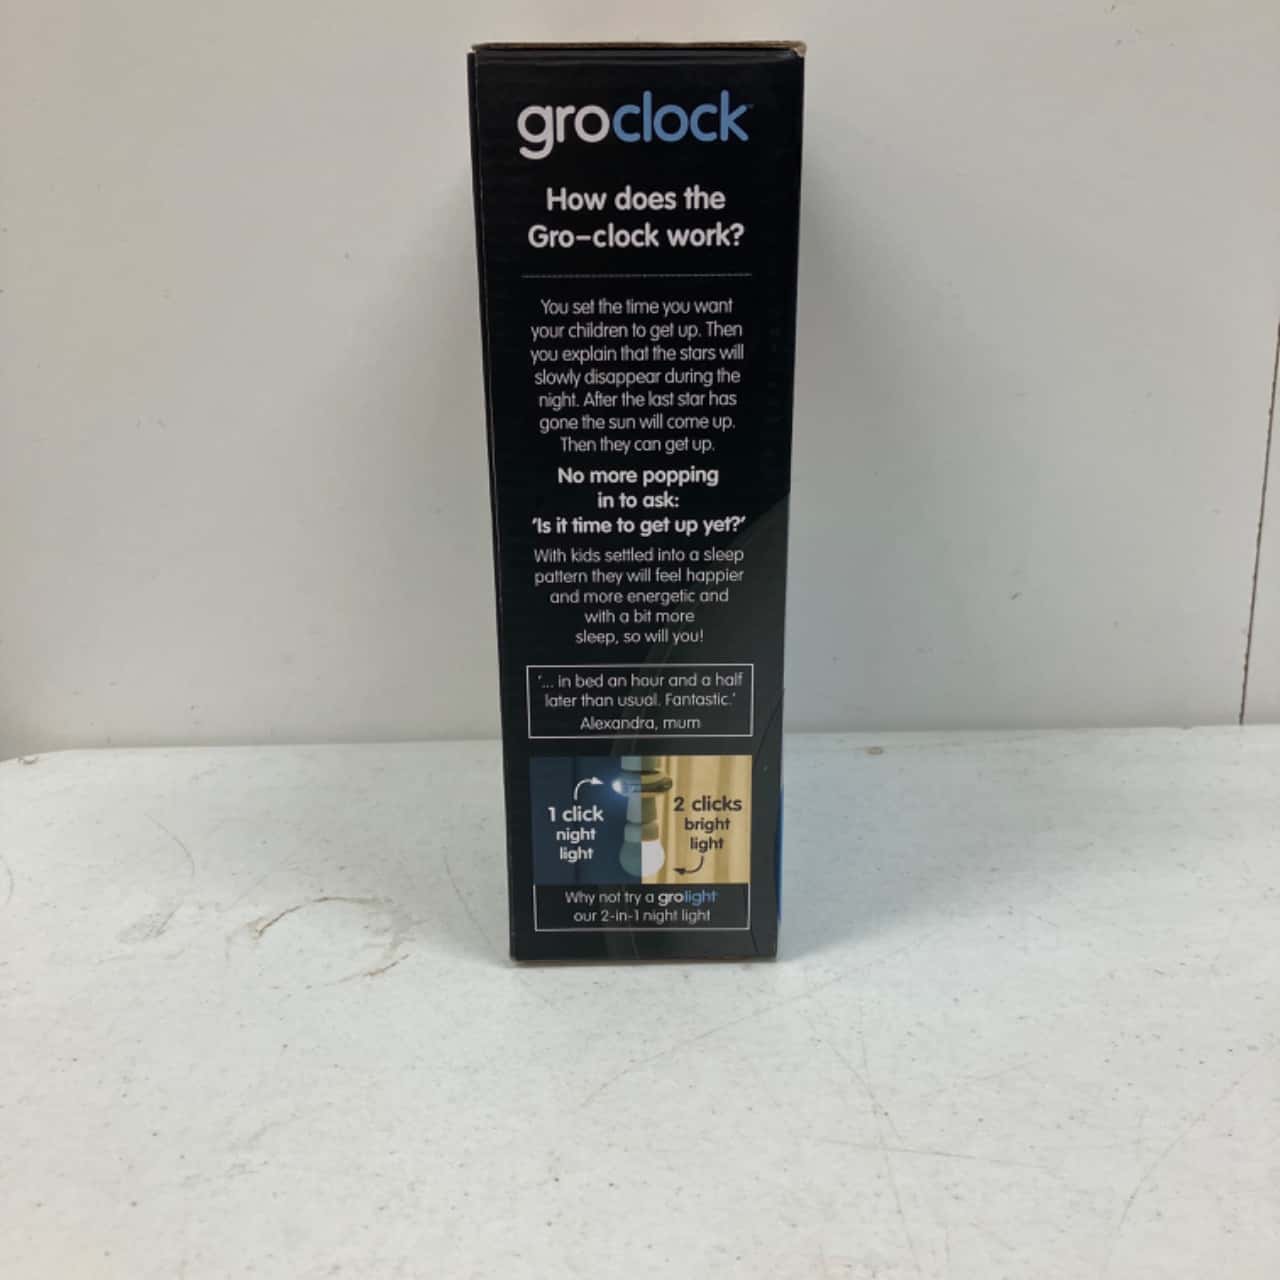 groclock
How does the
Gro-clock work?
You set the time you want
your children to get up. Then
you explain that the stars will
slowly disappear during the
night. After the last star has
gone the sun will come up.
Then they can get up.
No more popping
in to ask:
'Is it time to get up yet?'
With kids settled into a sleep
pattern they will feel happier
and more energetic and
with a bit more
sleep, so will you!
'... in bed an hour and a half
later than usual. Fantastic.'
Alexandra, mum
1 click
night
light
2 clicks
bright
light
Why not try a grolight
our 2-in-1 night light